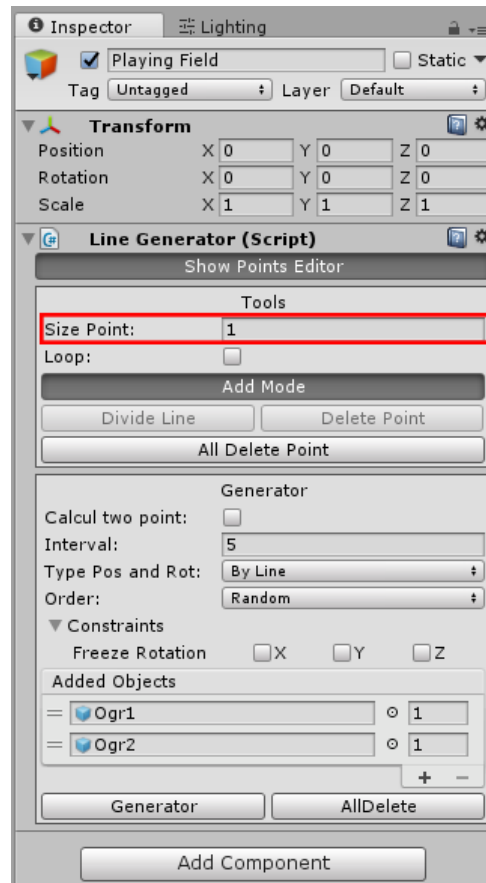 Inspector Lighting
Playing Field Static
Tag Untagged Layer Default
Transform
Position X 0 Y 0 Z 0
Rotation X 0 Y 0 Z 0
Scale X 1 Y 1 Z 1
Line Generator (Script)
Show Points Editor
Tools
Size Point: 1
Loop:
Add Mode
Divide Line Delete Point
All Delete Point
Generator
Calcul two point:
Interval: 5
Type Pos and Rot: By Line
Order: Random
Constraints
Freeze Rotation X Y Z
Added Objects
Ogr1 1
Ogr2 1
+ −
Generator AllDelete
Add Component